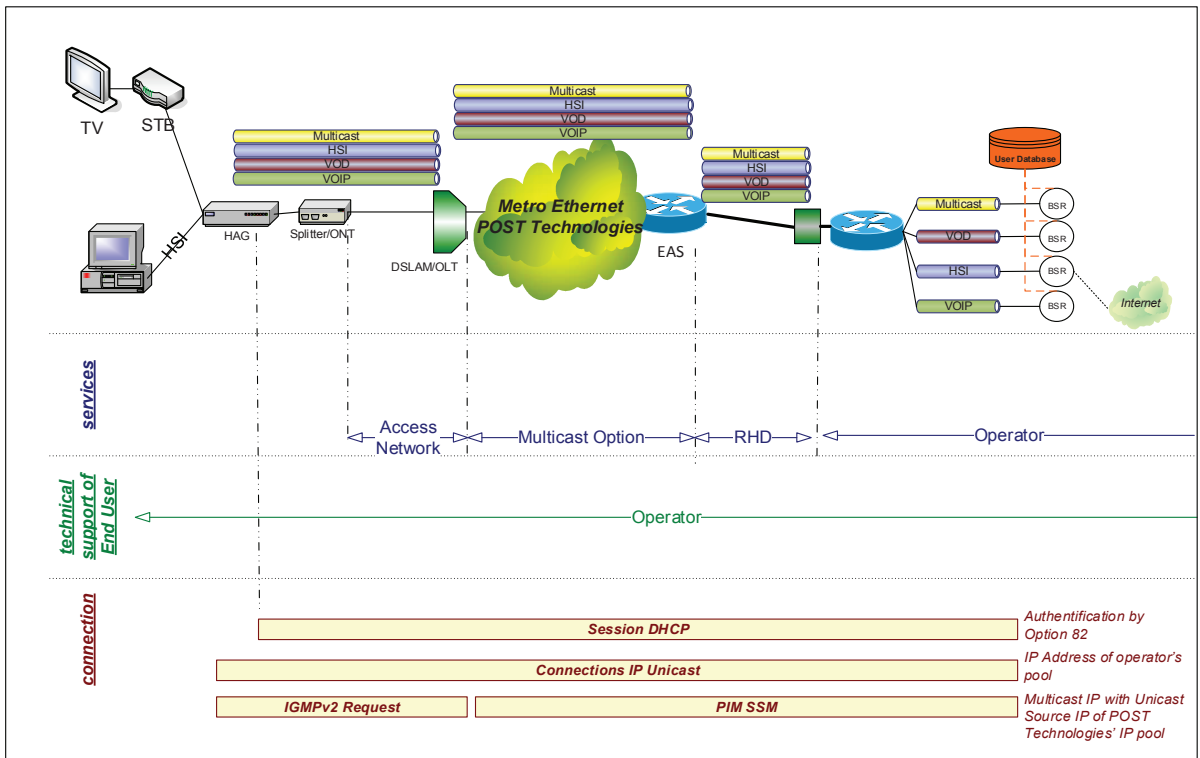 Multicast
HSI
VOD
VOIP
Multicast
HSI
VOD
VOIP
Multicast
HSI
VOD
VOIP
TV
STB
HSI
HAG
Splitter/ONT
DSLAM/OLT
Metro Ethernet
POST Technologies
EAS
User Database
Multicast
BSR
VOD
BSR
HSI
BSR
VOIP
BSR
Internet
services
Access
Network
Multicast Option
RHD
Operator
technical
support of
End User
Operator
connection
Session DHCP
Authentification by
Option 82
Connections IP Unicast
IP Address of operator's
pool
IGMPv2 Request
PIM SSM
Multicast IP with Unicast
Source IP of POST
Technologies' IP pool